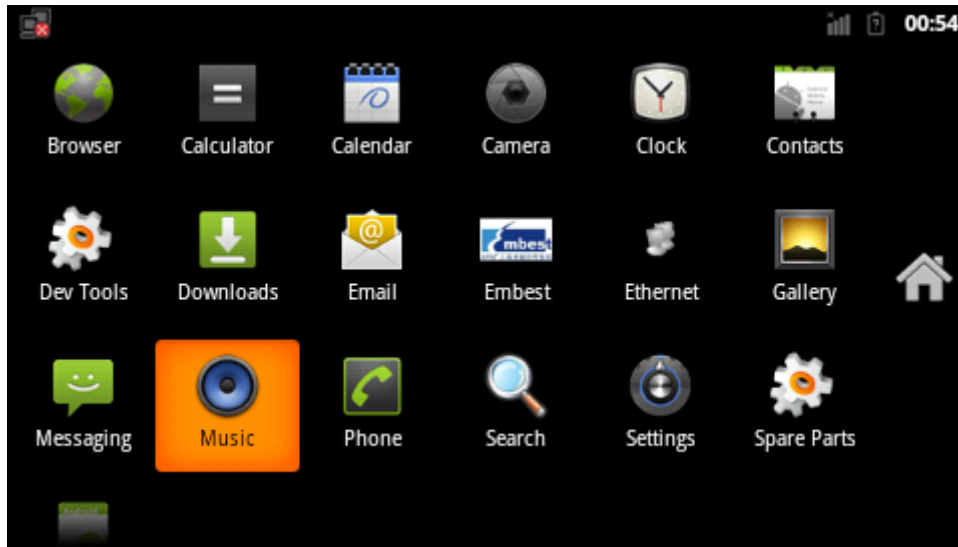 00:54
Browser
Calculator
Calendar
Camera
Clock
Contacts
Dev Tools
Downloads
Email
Embest
Ethernet
Gallery
Messaging
Music
Phone
Search
Settings
Spare Parts